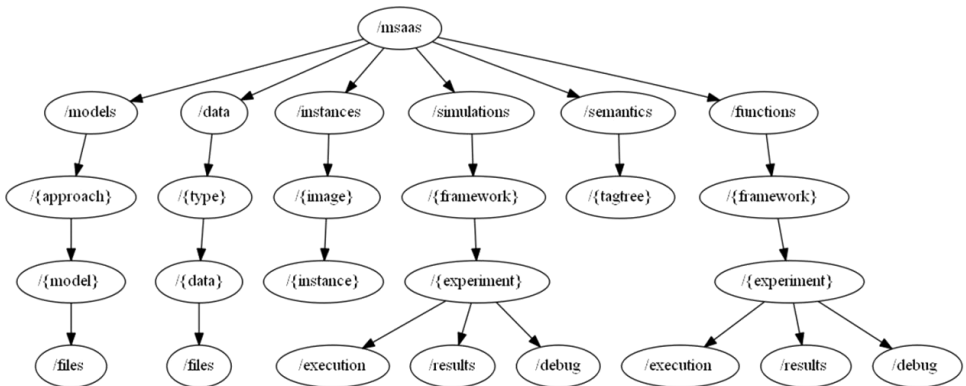 /msaas
/models /data /instances /simulations /semantics /functions
/{approach} /{type} /{image} /{framework} /{tagtree} /{framework}
/{model} /{data} /{instance} /{experiment} /{experiment}
/files /files /execution /results /debug /execution /results /debug